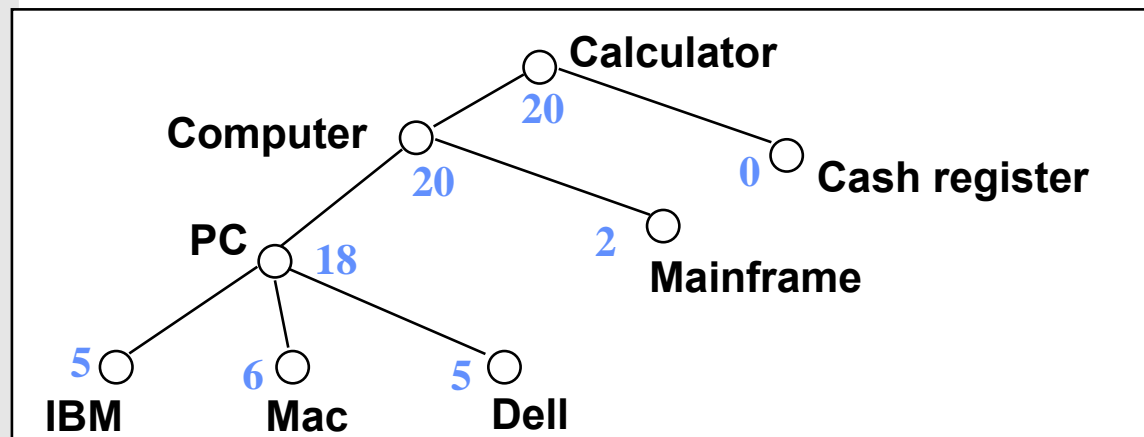 Calculator
20
Computer
20
0
Cash register
PC
18
2
Mainframe
5
6
5
IBM
Mac
Dell